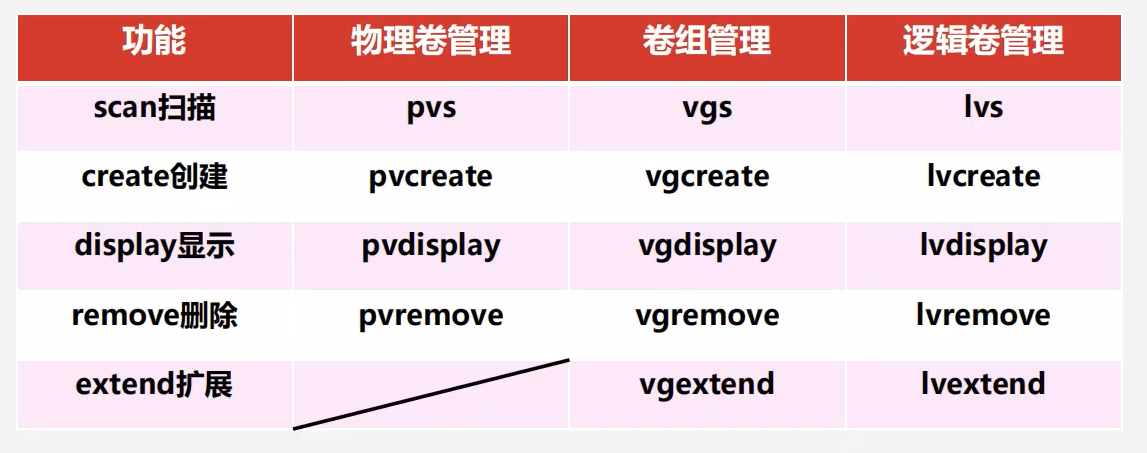 功能 物理卷管理 卷组管理 逻辑卷管理
scan扫描 pvs vgs lvs
create创建 pvcreate vgcreate lvcreate
display显示 pvdisplay vgdisplay lvdisplay
remove删除 pvremove vgremove lvremove
extend扩展 vgextend lvextend